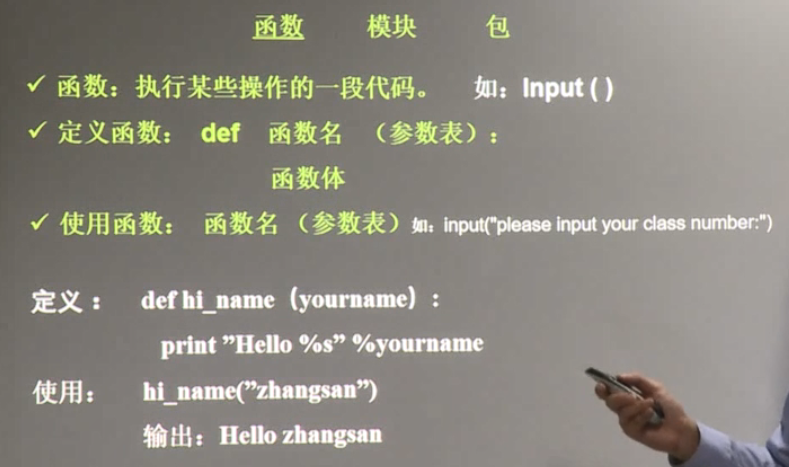 函数 模块 包
✓ 函数：执行某些操作的一段代码。 如：Input ( )
✓ 定义函数： def 函数名 （参数表）：
函数体
✓ 使用函数： 函数名 （参数表）如：input("please input your class number:")
定义： def hi_name（yourname）:
print ”Hello %s” %yourname
使用： hi_name(”zhangsan”)
输出：Hello zhangsan